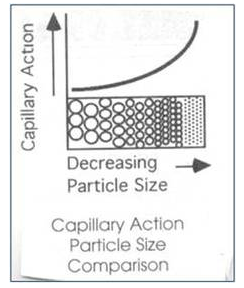 Capillary Action
Decreasing
Particle Size
Capillary Action
Particle Size
Comparison